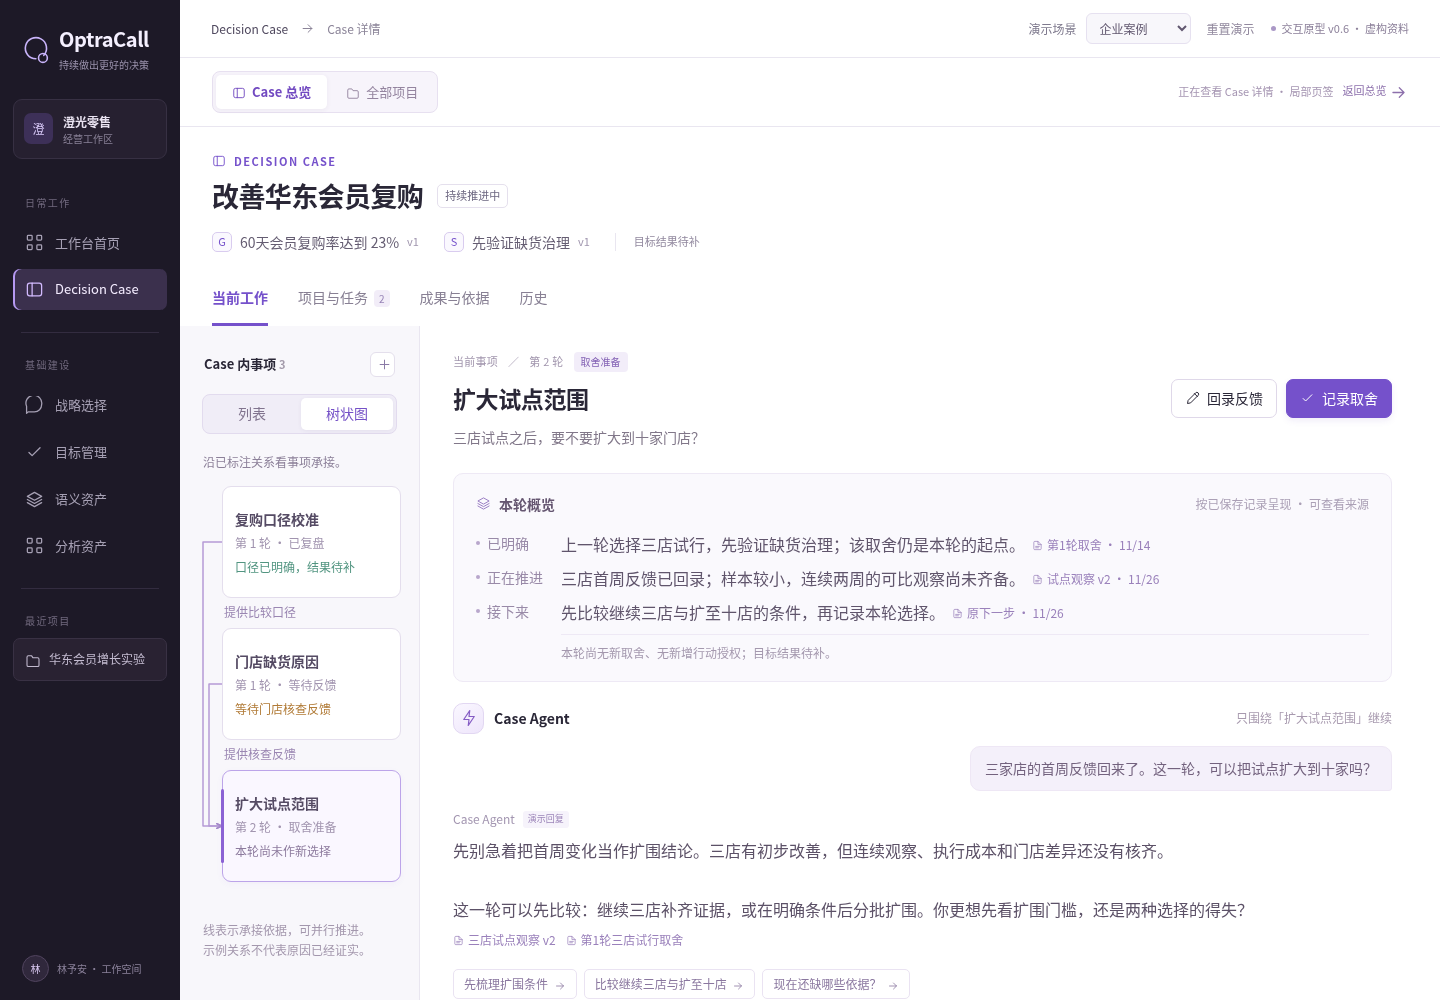 OptraCall
持续做出更好的决策
澄
澄光零售
经营工作区
日常工作
工作台首页
Decision Case
基础建设
战略选择
目标管理
语义资产
分析资产
最近项目
华东会员增长实验
林
林予安 · 工作空间
Decision Case → Case 详情
演示场景
企业案例
重置演示
交互原型 v0.6 · 虚构资料
Case 总览
全部项目
正在查看 Case 详情 · 局部页签
返回总览 →
DECISION CASE
改善华东会员复购
持续推进中
G 60天会员复购率达到 23% v1
S 先验证缺货治理 v1
目标结果待补
当前工作
项目与任务 2
成果与依据
历史
Case 内事项 3
+
列表
树状图
沿已标注关系看事项承接。
复购口径校准
第 1 轮 · 已复盘
口径已明确，结果待补
提供比较口径
门店缺货原因
第 1 轮 · 等待反馈
等待门店核查反馈
提供核查反馈
扩大试点范围
第 2 轮 · 取舍准备
本轮尚未作新选择
线表示承接依据，可并行推进。
示例关系不代表原因已经证实。
当前事项 ／ 第 2 轮 取舍准备
扩大试点范围
回录反馈
记录取舍
三店试点之后，要不要扩大到十家门店？
本轮概览
按已保存记录呈现 · 可查看来源
已明确 上一轮选择三店试行，先验证缺货治理；该取舍仍是本轮的起点。 第1轮取舍 · 11/14
正在推进 三店首周反馈已回录；样本较小，连续两周的可比观察尚未齐备。 试点观察 v2 · 11/26
接下来 先比较继续三店与扩至十店的条件，再记录本轮选择。 原下一步 · 11/26
本轮尚无新取舍、无新增行动授权；目标结果待补。
Case Agent
只围绕「扩大试点范围」继续
三家店的首周反馈回来了。这一轮，可以把试点扩大到十家吗？
Case Agent 演示回复
先别急着把首周变化当作扩围结论。三店有初步改善，但连续观察、执行成本和门店差异还没有核齐。
这一轮可以先比较：继续三店补齐证据，或在明确条件后分批扩围。你更想先看扩围门槛，还是两种选择的得失？
三店试点观察 v2 第1轮三店试行取舍
先梳理扩围条件 →
比较继续三店与扩至十店 →
现在还缺哪些依据？ →